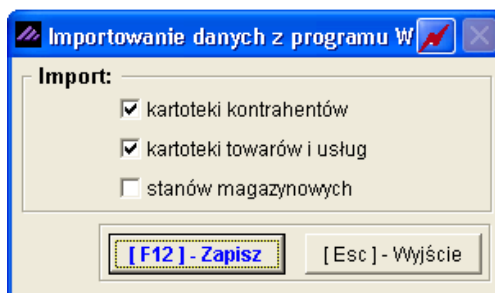 Importowanie danych z programu W
Import:
kartoteki kontrahentów
kartoteki towarów i usług
stanów magazynowych
[ F12 ] - Zapisz [ Esc ] - Wyjście